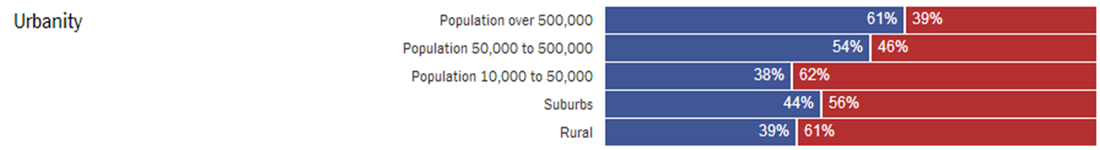 Urbanity
Population over 500,000 61% 39%
Population 50,000 to 500,000 54% 46%
Population 10,000 to 50,000 38% 62%
Suburbs 44% 56%
Rural 39% 61%